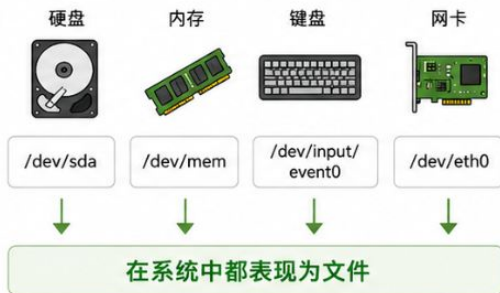 硬盘
内存
键盘
网卡
/dev/sda
/dev/mem
/dev/input/
event0
/dev/eth0
在系统中都表现为文件